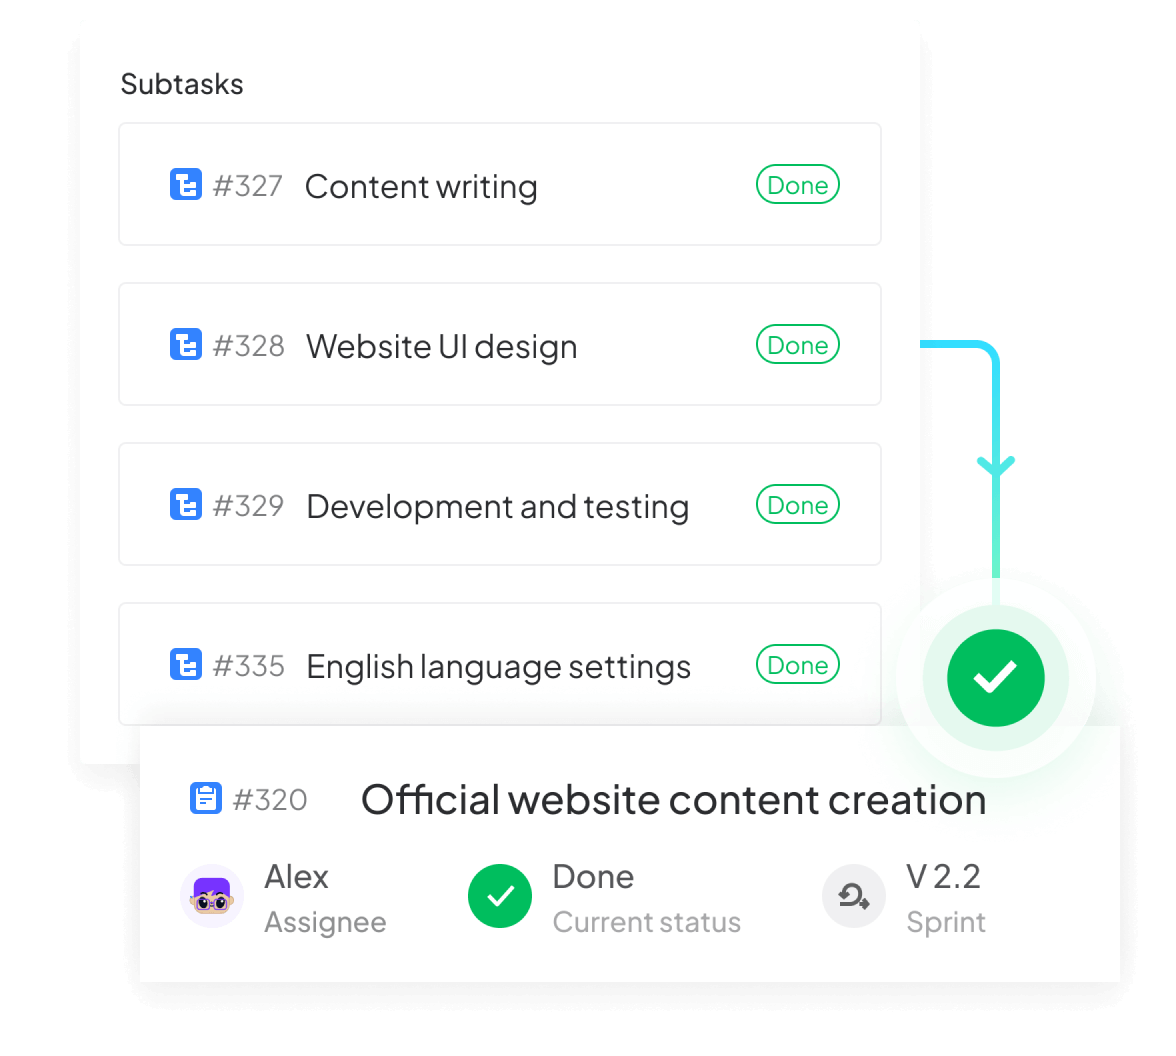 Subtasks
#327 Content writing Done
#328 Website UI design Done
#329 Development and testing Done
#335 English language settings Done
#320 Official website content creation
Alex Done V 2.2
Assignee Current status Sprint